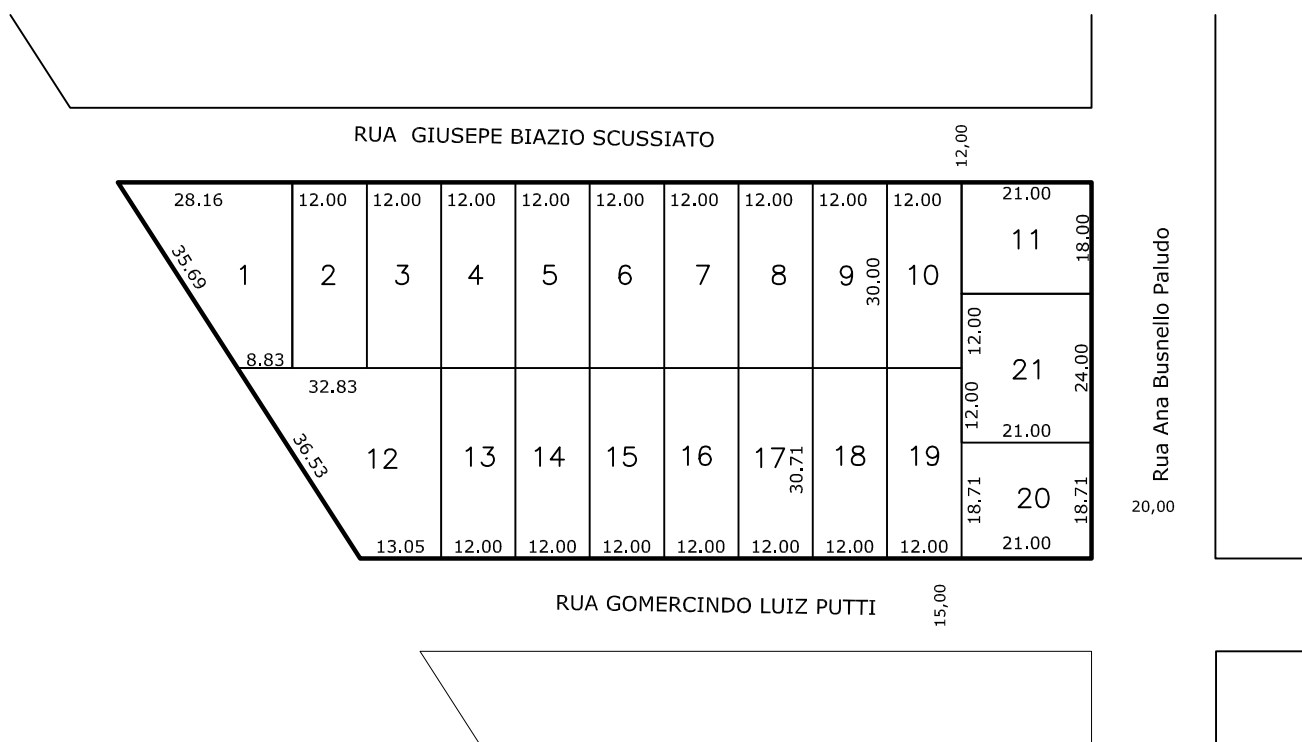 RUA GIUSEPE BIAZIO SCUSSIATO
12,00
28.16 12.00 12.00 12.00 12.00 12.00 12.00 12.00 12.00 12.00 21.00
35.69 1 2 3 4 5 6 7 8 9 30.00 10 11 18.00
8.83
32.83
36.53 12 13 14 15 16 17 30.71 18 19
12.00 21 24.00
12.00 21.00
18.71 20 18.71
13.05 12.00 12.00 12.00 12.00 12.00 12.00 12.00 21.00
Rua Ana Busnello Paludo
20,00
RUA GOMERCINDO LUIZ PUTTI
15,00